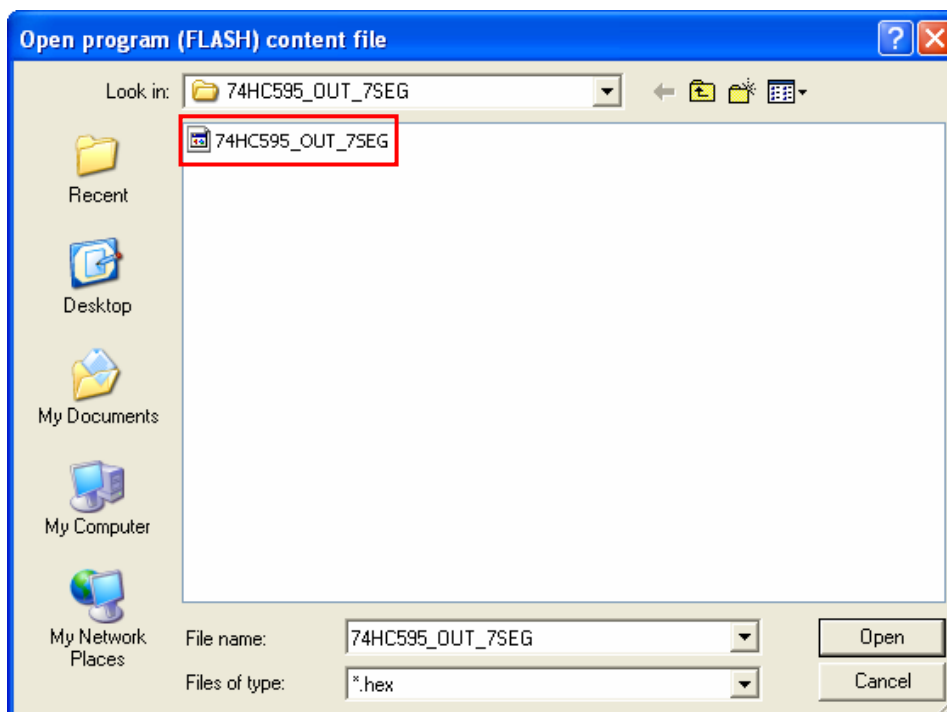 Open program (FLASH) content file
Look in: 74HC595_OUT_7SEG
74HC595_OUT_7SEG
Recent
Desktop
My Documents
My Computer
My Network
Places
File name: 74HC595_OUT_7SEG Open
Files of type: *.hex Cancel